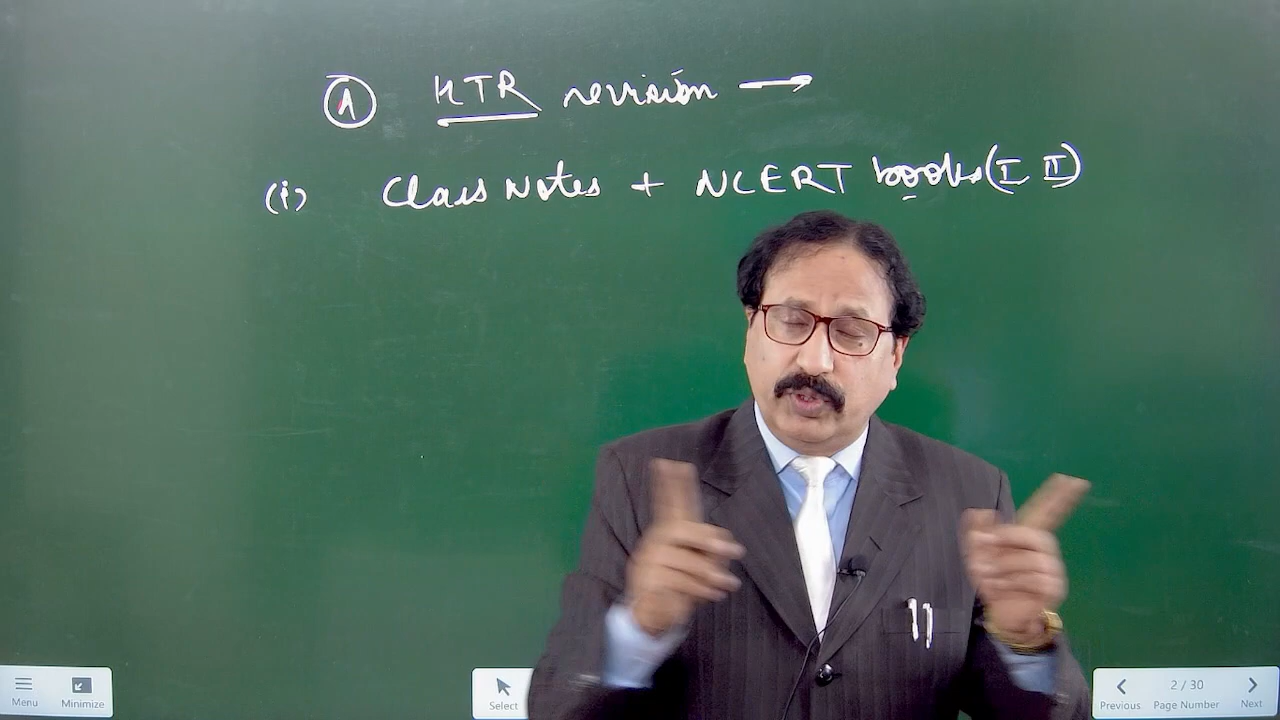 Ⓐ HTR revision →
(i) Class Notes + NCERT books (I II)
Menu
Minimize
Select
Previous
2 / 30
Page Number
Next